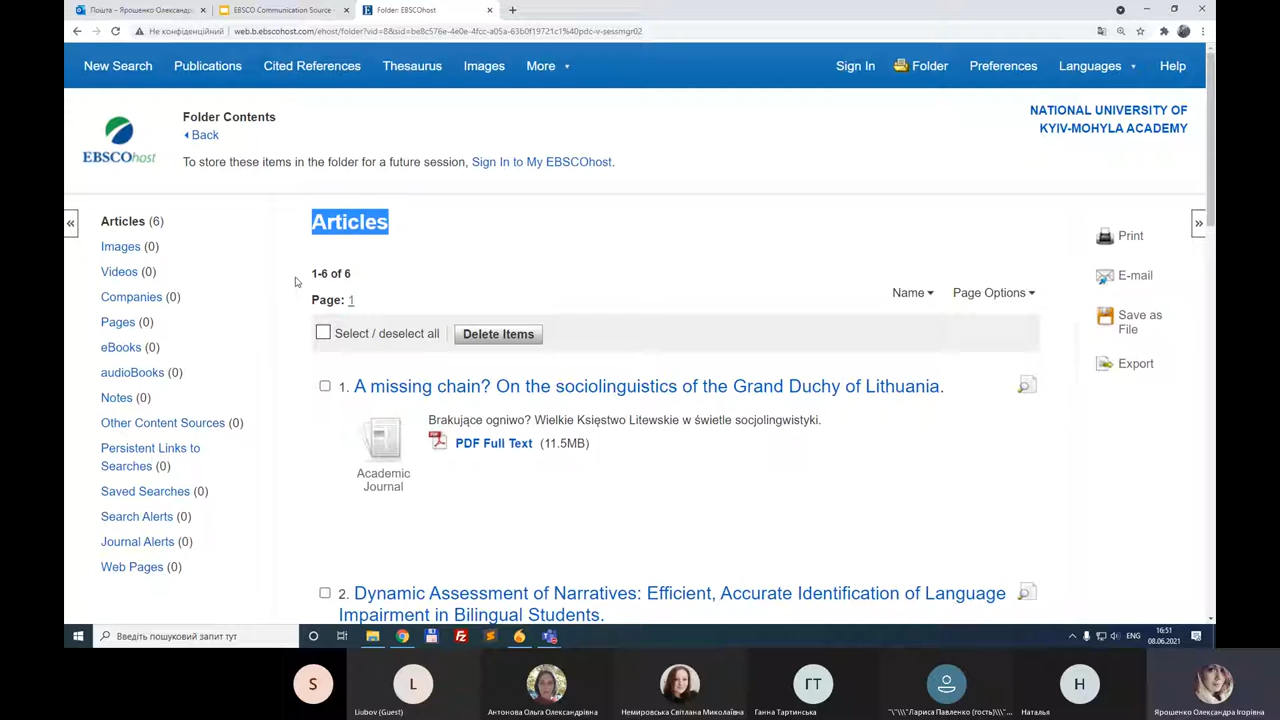 Пошта – Ярошенко Олександр
EBSCO Communication Source -
Folder: EBSCOhost
Не конфіденційний
web.b.ebscohost.com/ehost/folder?vid=8&sid=be8c576e-4e0e-4fcc-a05a-63b0f19721c1%40pdc-v-sessmgr02
New Search
Publications
Cited References
Thesaurus
Images
More
Sign In
Folder
Preferences
Languages
Help
EBSCOhost
Folder Contents
Back
To store these items in the folder for a future session, Sign In to My EBSCOhost.
NATIONAL UNIVERSITY OF
KYIV-MOHYLA ACADEMY
«
Articles (6)
Images (0)
Videos (0)
Companies (0)
Pages (0)
eBooks (0)
audioBooks (0)
Notes (0)
Other Content Sources (0)
Persistent Links to
Searches (0)
Saved Searches (0)
Search Alerts (0)
Journal Alerts (0)
Web Pages (0)
Articles
1-6 of 6
Page: 1
Name
Page Options
Select / deselect all
Delete Items
1. A missing chain? On the sociolinguistics of the Grand Duchy of Lithuania.
Brakujące ogniwo? Wielkie Księstwo Litewskie w świetle socjolingwistyki.
PDF Full Text (11.5MB)
Academic
Journal
2. Dynamic Assessment of Narratives: Efficient, Accurate Identification of Language
Impairment in Bilingual Students.
»
Print
E-mail
Save as
File
Export
Введіть пошуковий запит тут
ENG
16:51
08.06.2021
S
L
ГТ
Н
Liubov (Guest)
Антонова Ольга Олександрівна
Немировська Світлана Миколаївна
Ганна Тартинська
"\"\\\"Лариса Павленко (гость)\\\"...
Наталья
Ярошенко Олександра Ігорівна